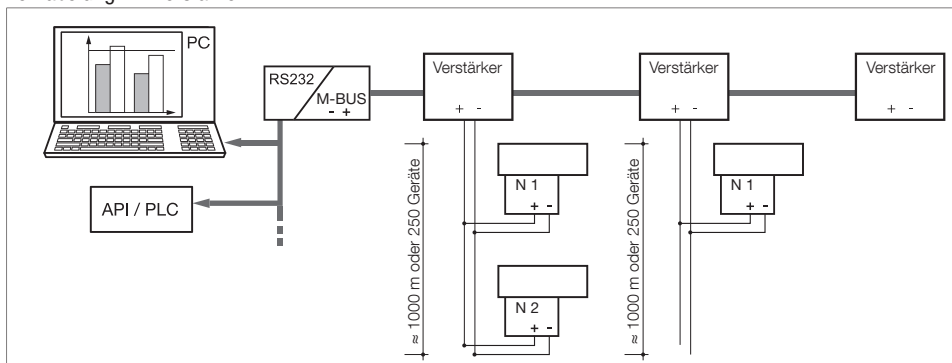 PC
RS232
M-BUS
- +
Verstärker
+ -
Verstärker
+ -
Verstärker
+ -
API / PLC
≈ 1000 m oder 250 Geräte
N 1
+ -
N 2
+ -
≈ 1000 m oder 250 Geräte
N 1
+ -